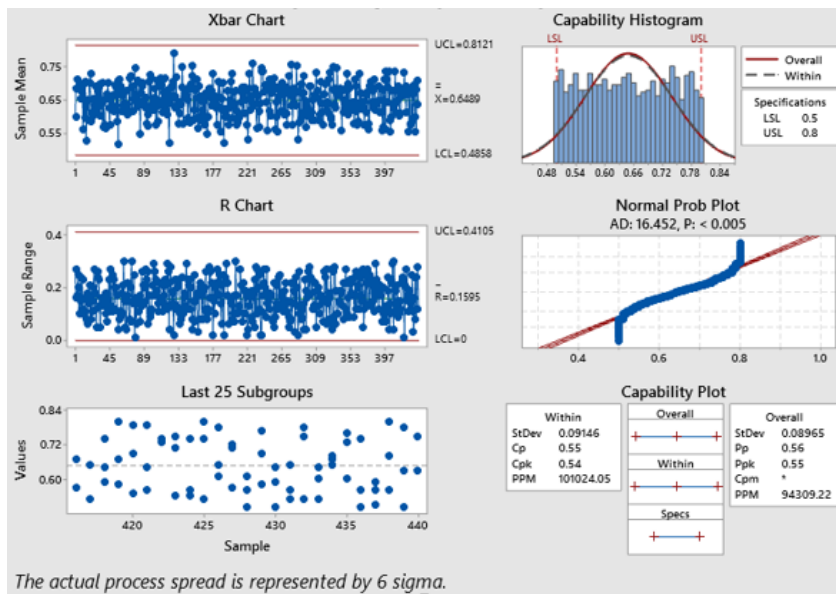 Xbar Chart
Sample Mean
0.75
0.65
0.55
UCL=0.8121
=
X=0.6489
LCL=0.4858
1 45 89 133 177 221 265 309 353 397
Capability Histogram
LSL USL
0.48 0.54 0.60 0.66 0.72 0.78 0.84
Overall
Within
Specifications
LSL 0.5
USL 0.8
R Chart
Sample Range
0.4
0.2
0.0
UCL=0.4105
–
R=0.1595
LCL=0
1 45 89 133 177 221 265 309 353 397
Normal Prob Plot
AD: 16.452, P: < 0.005
0.4 0.6 0.8 1.0
Last 25 Subgroups
Values
0.84
0.72
0.60
420 425 430 435 440
Sample
Capability Plot
Within
StDev 0.09146
Cp 0.55
Cpk 0.54
PPM 101024.05
Overall
Within
Specs
Overall
StDev 0.08965
Pp 0.56
Ppk 0.55
Cpm *
PPM 94309.22
The actual process spread is represented by 6 sigma.